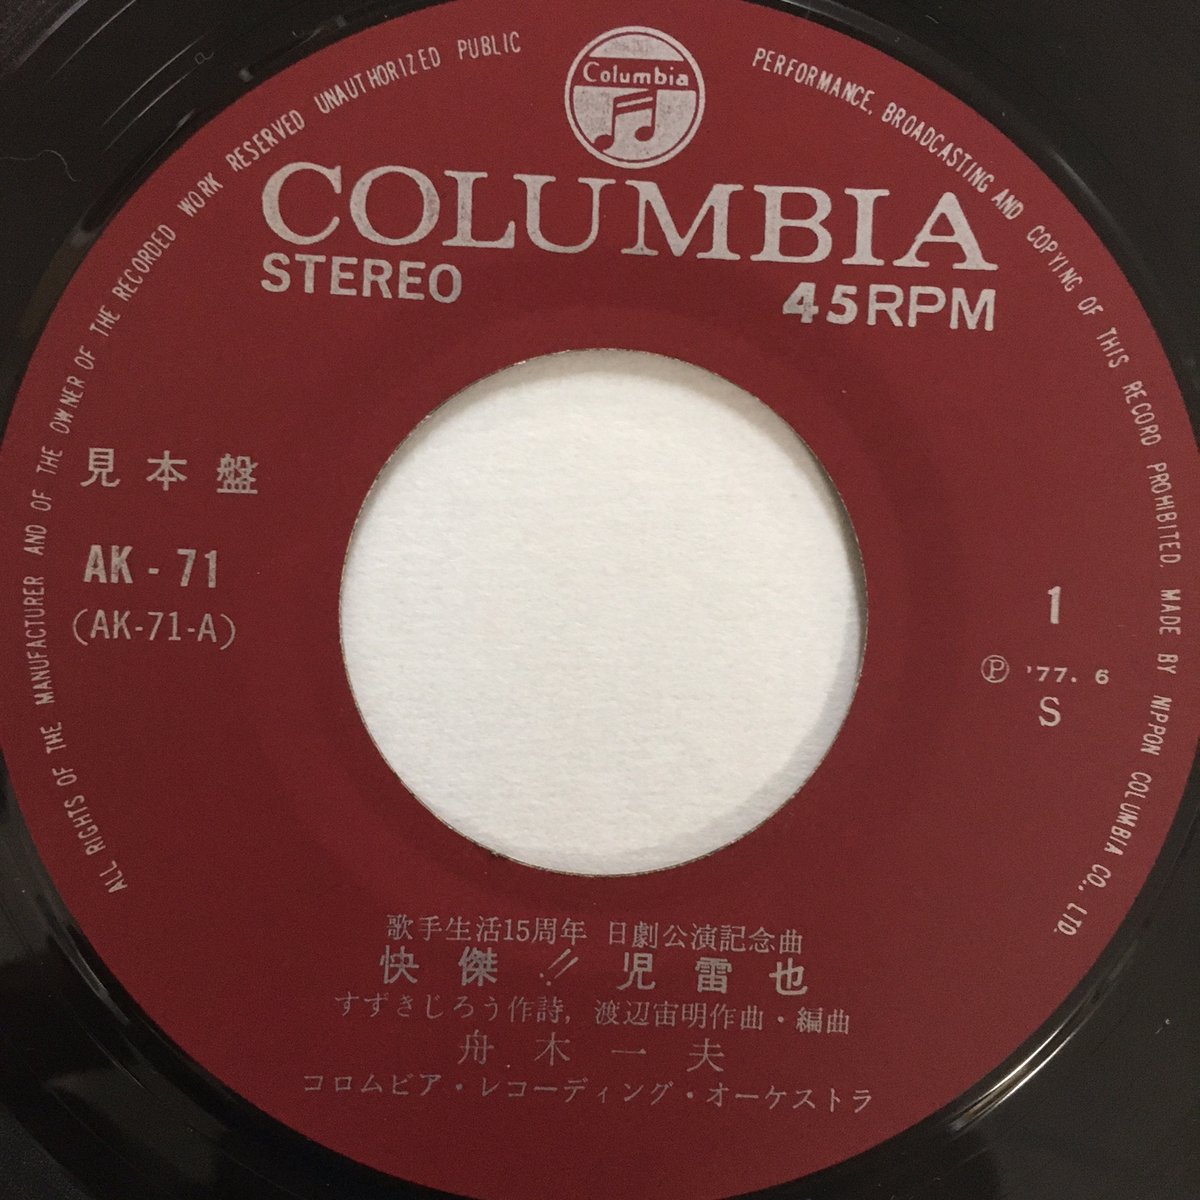 ALL RIGHTS OF THE MANUFACTURER AND OF THE OWNER OF THE RECORDED WORK RESERVED UNAUTHORIZED PUBLIC PERFORMANCE, BROADCASTING AND COPYING OF THIS RECORD PROHIBITED. MADE BY NIPPON COLUMBIA CO., LTD.
Columbia
COLUMBIA
STEREO 45RPM
見本盤
AK-71
(AK-71-A)
1
Ⓟ '77. 6
S
歌手生活15周年 日劇公演記念曲
快傑!!児雷也
すずきじろう作詩, 渡辺宙明作曲・編曲
舟木一夫
コロムビア・レコーディング・オーケストラ